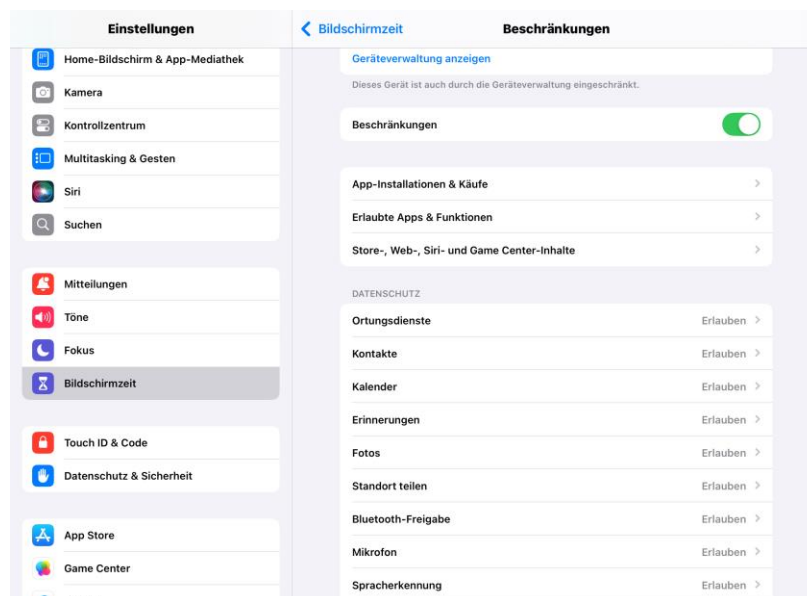 Einstellungen
Home-Bildschirm & App-Mediathek
Kamera
Kontrollzentrum
Multitasking & Gesten
Siri
Suchen
Mitteilungen
Töne
Fokus
Bildschirmzeit
Touch ID & Code
Datenschutz & Sicherheit
App Store
Game Center
Bildschirmzeit
Beschränkungen
Geräteverwaltung anzeigen
Dieses Gerät ist auch durch die Geräteverwaltung eingeschränkt.
Beschränkungen
App-Installationen & Käufe
Erlaubte Apps & Funktionen
Store-, Web-, Siri- und Game Center-Inhalte
DATENSCHUTZ
Ortungsdienste Erlauben
Kontakte Erlauben
Kalender Erlauben
Erinnerungen Erlauben
Fotos Erlauben
Standort teilen Erlauben
Bluetooth-Freigabe Erlauben
Mikrofon Erlauben
Spracherkennung Erlauben